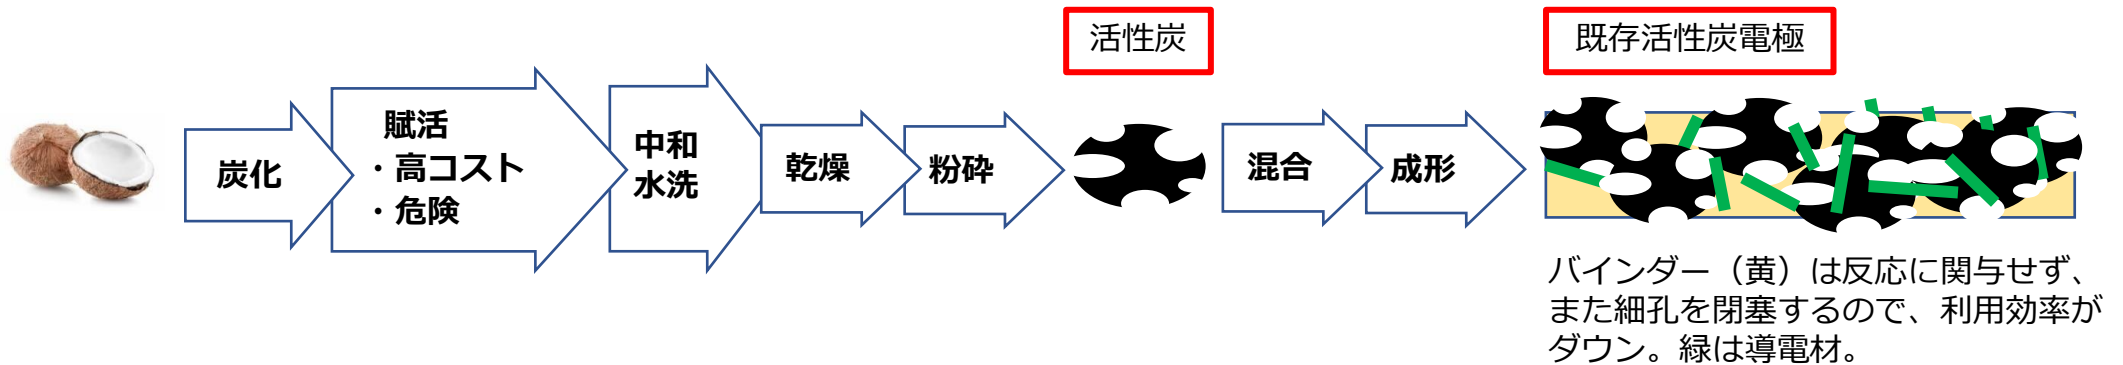 活性炭
既存活性炭電極
炭化
賦活
・高コスト
・危険
中和
水洗
乾燥
粉砕
混合
成形
バインダー（黄）は反応に関与せず、
また細孔を閉塞するので、利用効率が
ダウン。緑は導電材。